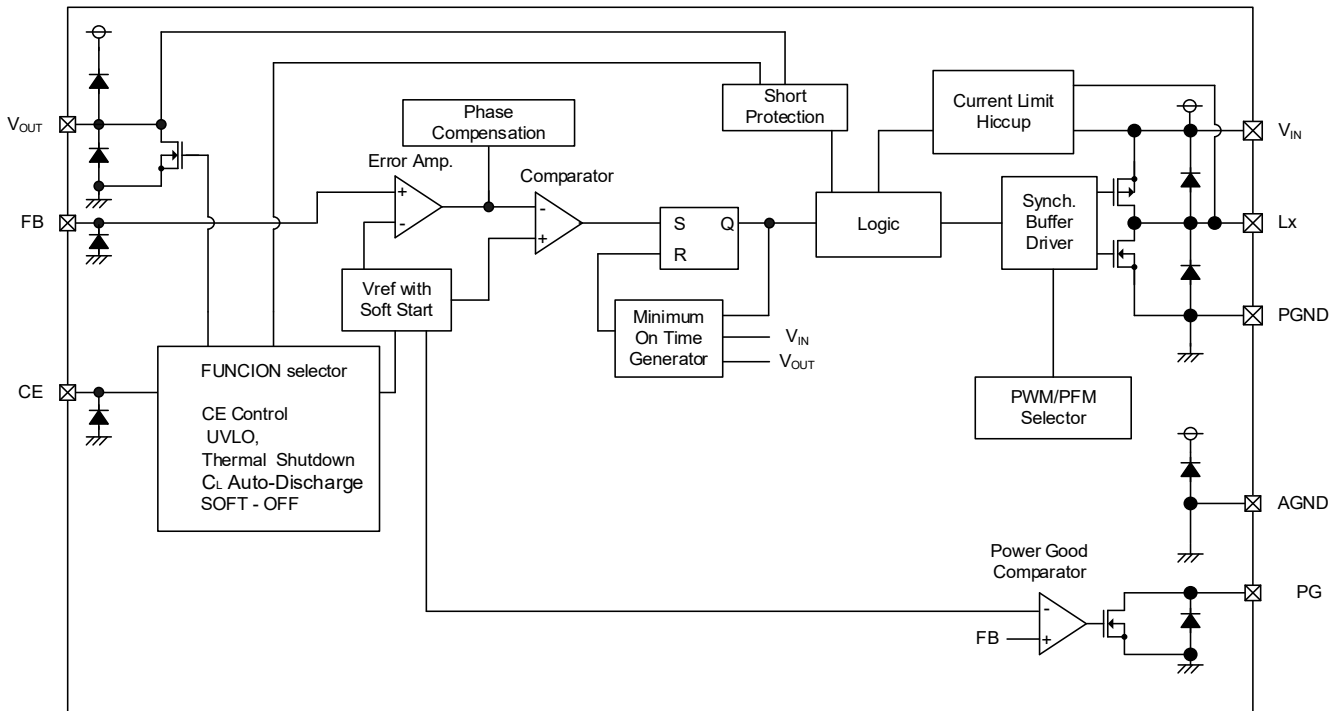 Short
Protection
Current Limit
Hiccup
Phase
Compensation
VOUT
VIN
Error Amp.
Comparator
+
-
-
+
FB
S
Q
R
Logic
Synch.
Buffer
Driver
Lx
Vref with
Soft Start
Minimum
On Time
Generator
VIN
VOUT
PGND
CE
FUNCION selector
CE Control
UVLO,
Thermal Shutdown
CL Auto-Discharge
SOFT - OFF
PWM/PFM
Selector
AGND
Power Good
Comparator
PG
-
FB
+